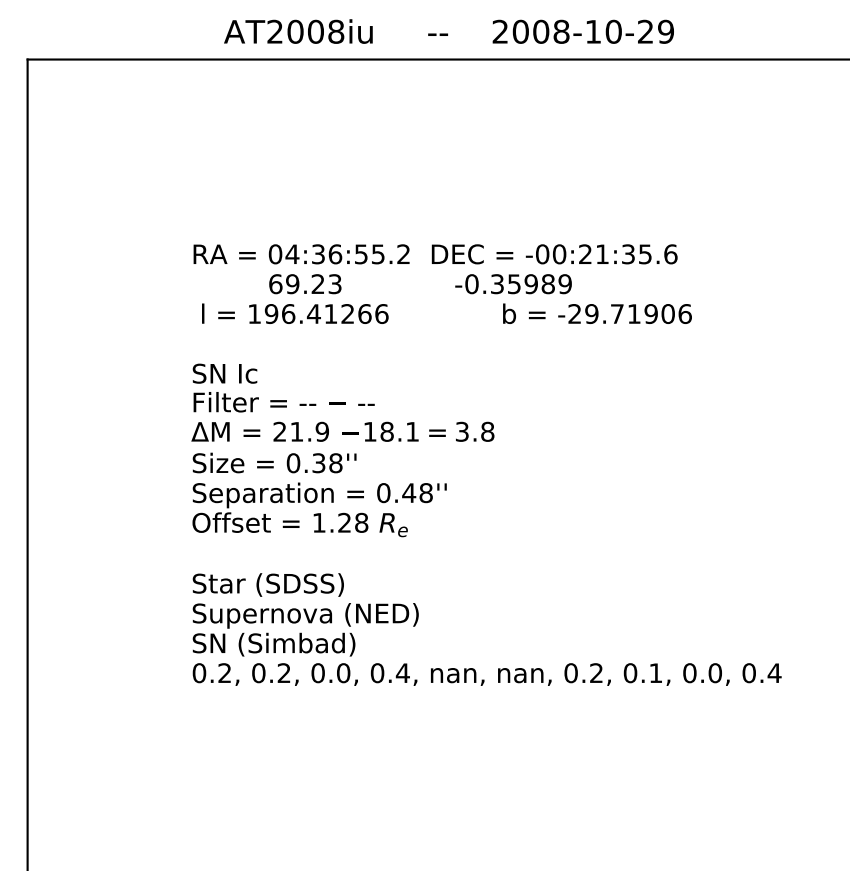 AT2008iu -- 2008-10-29
RA = 04:36:55.2 DEC = -00:21:35.6
69.23 -0.35989
l = 196.41266 b = -29.71906
SN Ic
Filter = -- − --
ΔM = 21.9 −18.1 = 3.8
Size = 0.38''
Separation = 0.48''
Offset = 1.28 Rₑ
Star (SDSS)
Supernova (NED)
SN (Simbad)
0.2, 0.2, 0.0, 0.4, nan, nan, 0.2, 0.1, 0.0, 0.4